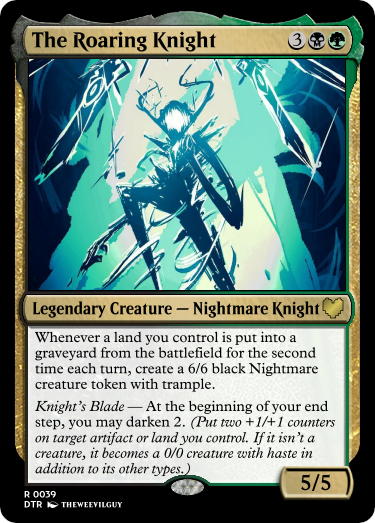 The Roaring Knight 3
Legendary Creature — Nightmare Knight
Whenever a land you control is put into a
graveyard from the battlefield for the second
time each turn, create a 6/6 black Nightmare
creature token with trample.
Knight's Blade — At the beginning of your end
step, you may darken 2. (Put two +1/+1 counters
on target artifact or land you control. If it isn't a
creature, it becomes a 0/0 creature with haste in
addition to its other types.)
5/5
R 0039
DTR THEWEEVILGUY